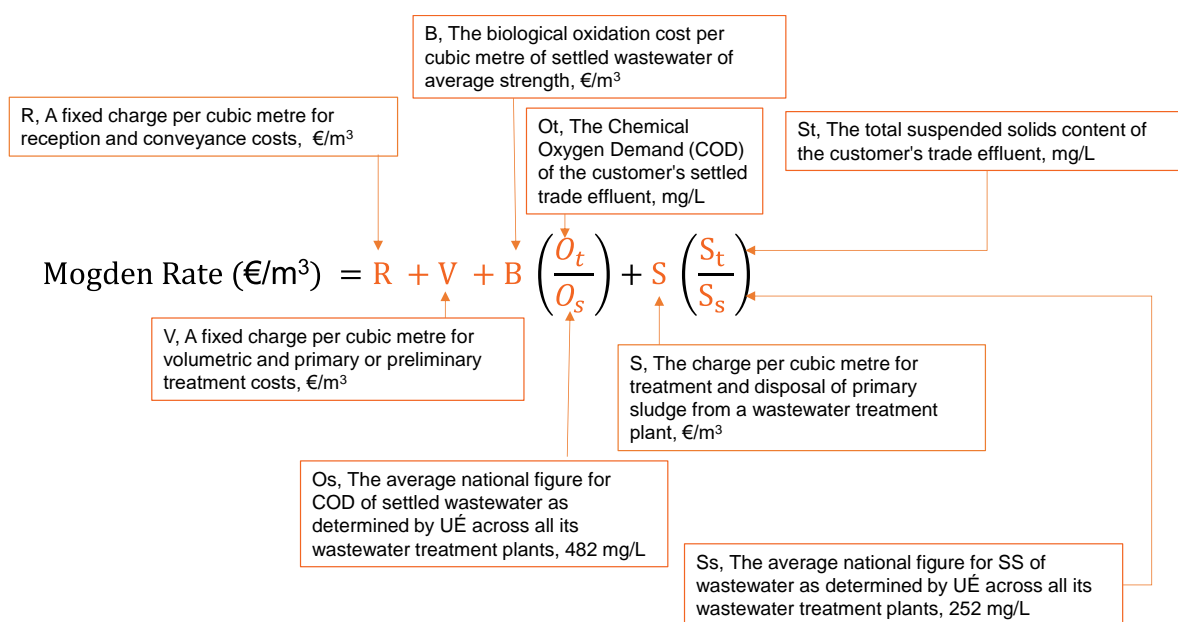 B, The biological oxidation cost per
cubic metre of settled wastewater of
average strength, €/m³
R, A fixed charge per cubic metre for
reception and conveyance costs, €/m³
Ot, The Chemical
Oxygen Demand (COD)
of the customer's settled
trade effluent, mg/L
St, The total suspended solids content of
the customer's trade effluent, mg/L
Mogden Rate (€/m³) = R + V + B (Oₜ/Oₛ) + S (Sₜ/Sₛ)
V, A fixed charge per cubic metre for
volumetric and primary or preliminary
treatment costs, €/m³
S, The charge per cubic metre for
treatment and disposal of primary
sludge from a wastewater treatment
plant, €/m³
Os, The average national figure for
COD of settled wastewater as
determined by UÉ across all its
wastewater treatment plants, 482 mg/L
Ss, The average national figure for SS of
wastewater as determined by UÉ across all its
wastewater treatment plants, 252 mg/L